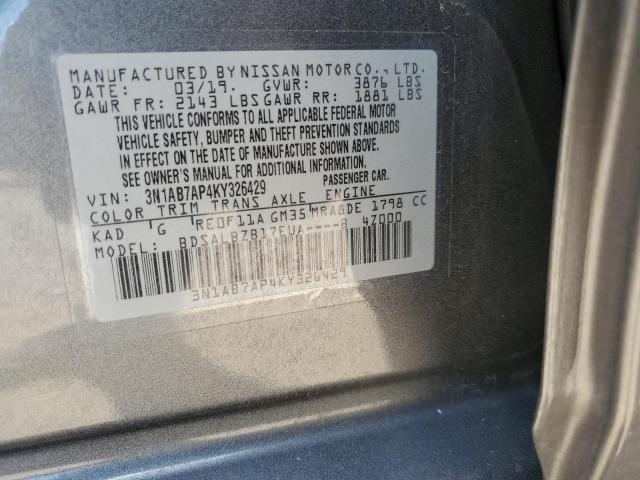 MANUFACTURED BY NISSAN MOTOR CO., LTD.
DATE: 03/19. GVWR: 3876 LBS
GAWR FR: 2143 LBS GAWR RR: 1881 LBS
THIS VEHICLE CONFORMS TO ALL APPLICABLE FEDERAL MOTOR
VEHICLE SAFETY, BUMPER AND THEFT PREVENTION STANDARDS
IN EFFECT ON THE DATE OF MANUFACTURE SHOWN ABOVE.
SEE OWNER'S MANUAL FOR ADDITIONAL INFORMATION.
VIN: 3N1AB7AP4KY326429 PASSENGER CAR.
COLOR TRIM TRANS AXLE ENGINE
KAD G RE0F11A GM35 MRA8DE 1798 CC
MODEL: BDSALBZB17EUA----B 4Z000
3N1AB7AP4KY326429